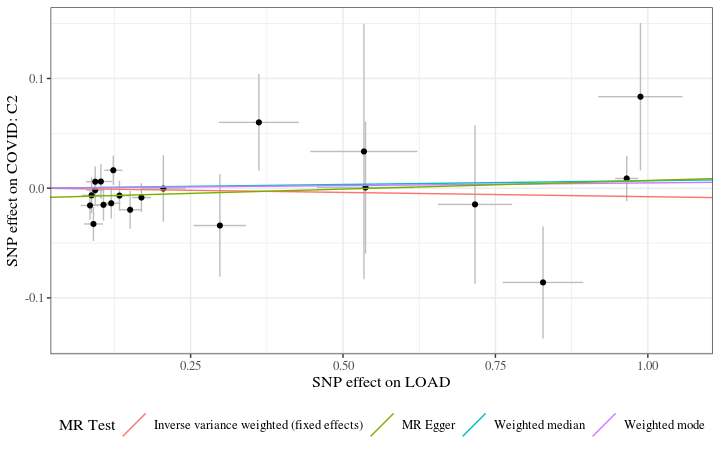 SNP effect on COVID: C2
0.1
0.0
-0.1
0.25 0.50 0.75 1.00
SNP effect on LOAD
MR Test Inverse variance weighted (fixed effects) MR Egger Weighted median Weighted mode